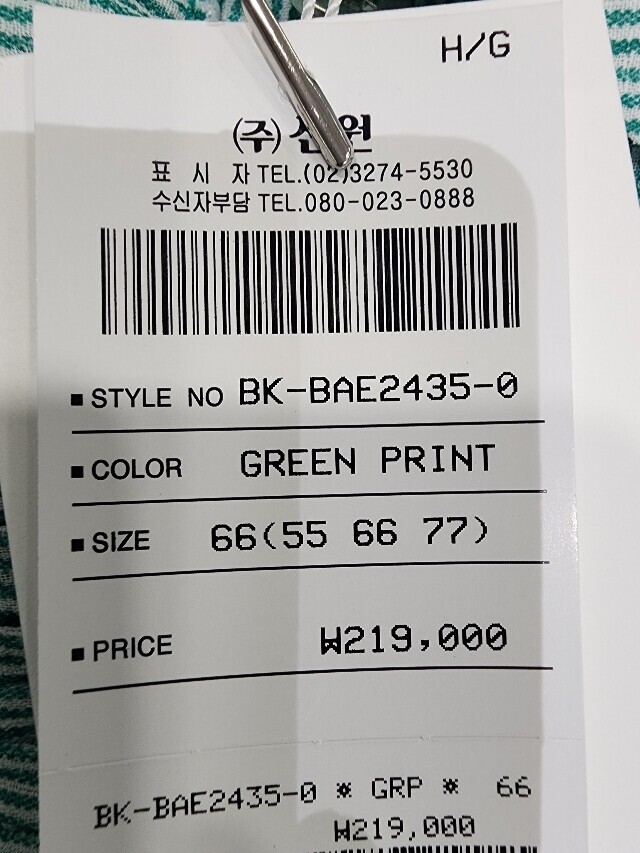 H/G
(주) 신원
표 시 자 TEL.(02)3274-5530
수신자부담 TEL.080-023-0888
■ STYLE NO BK-BAE2435-0
■ COLOR GREEN PRINT
■ SIZE 66(55 66 77)
■ PRICE ₩219,000
BK-BAE2435-0 * GRP * 66
₩219,000